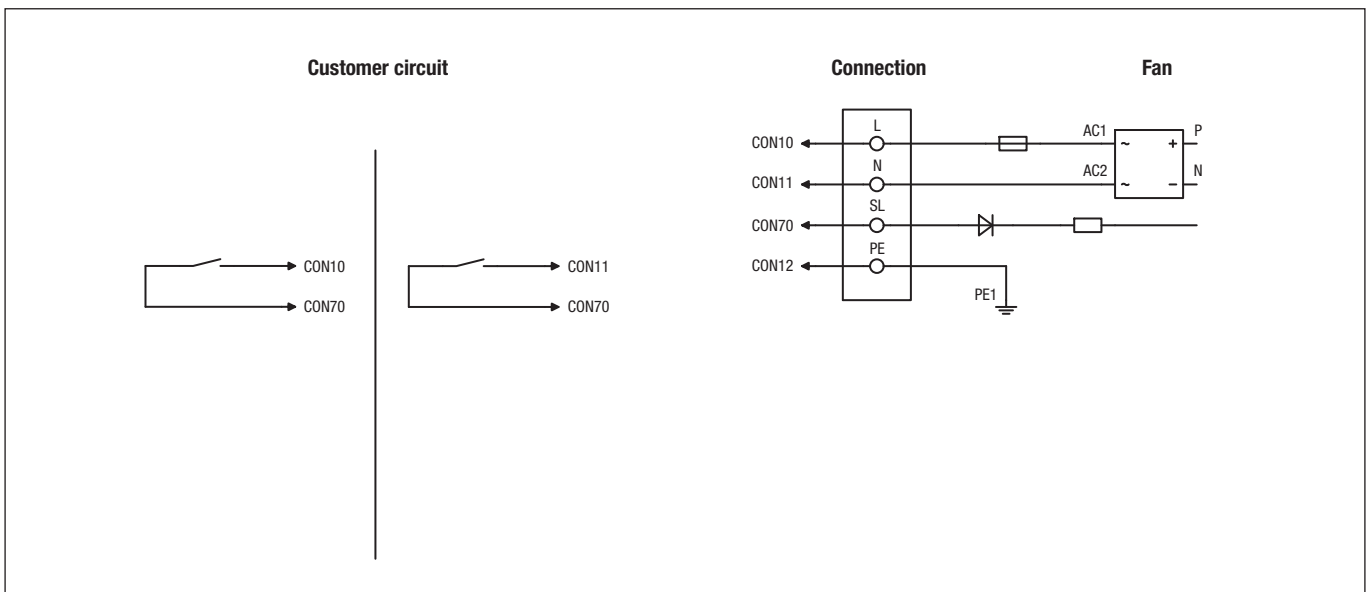 Customer circuit
Connection
Fan
CON10
CON70
CON11
CON70
CON10
CON11
CON70
CON12
L
N
SL
PE
PE1
AC1
AC2
~
~
+
−
P
N